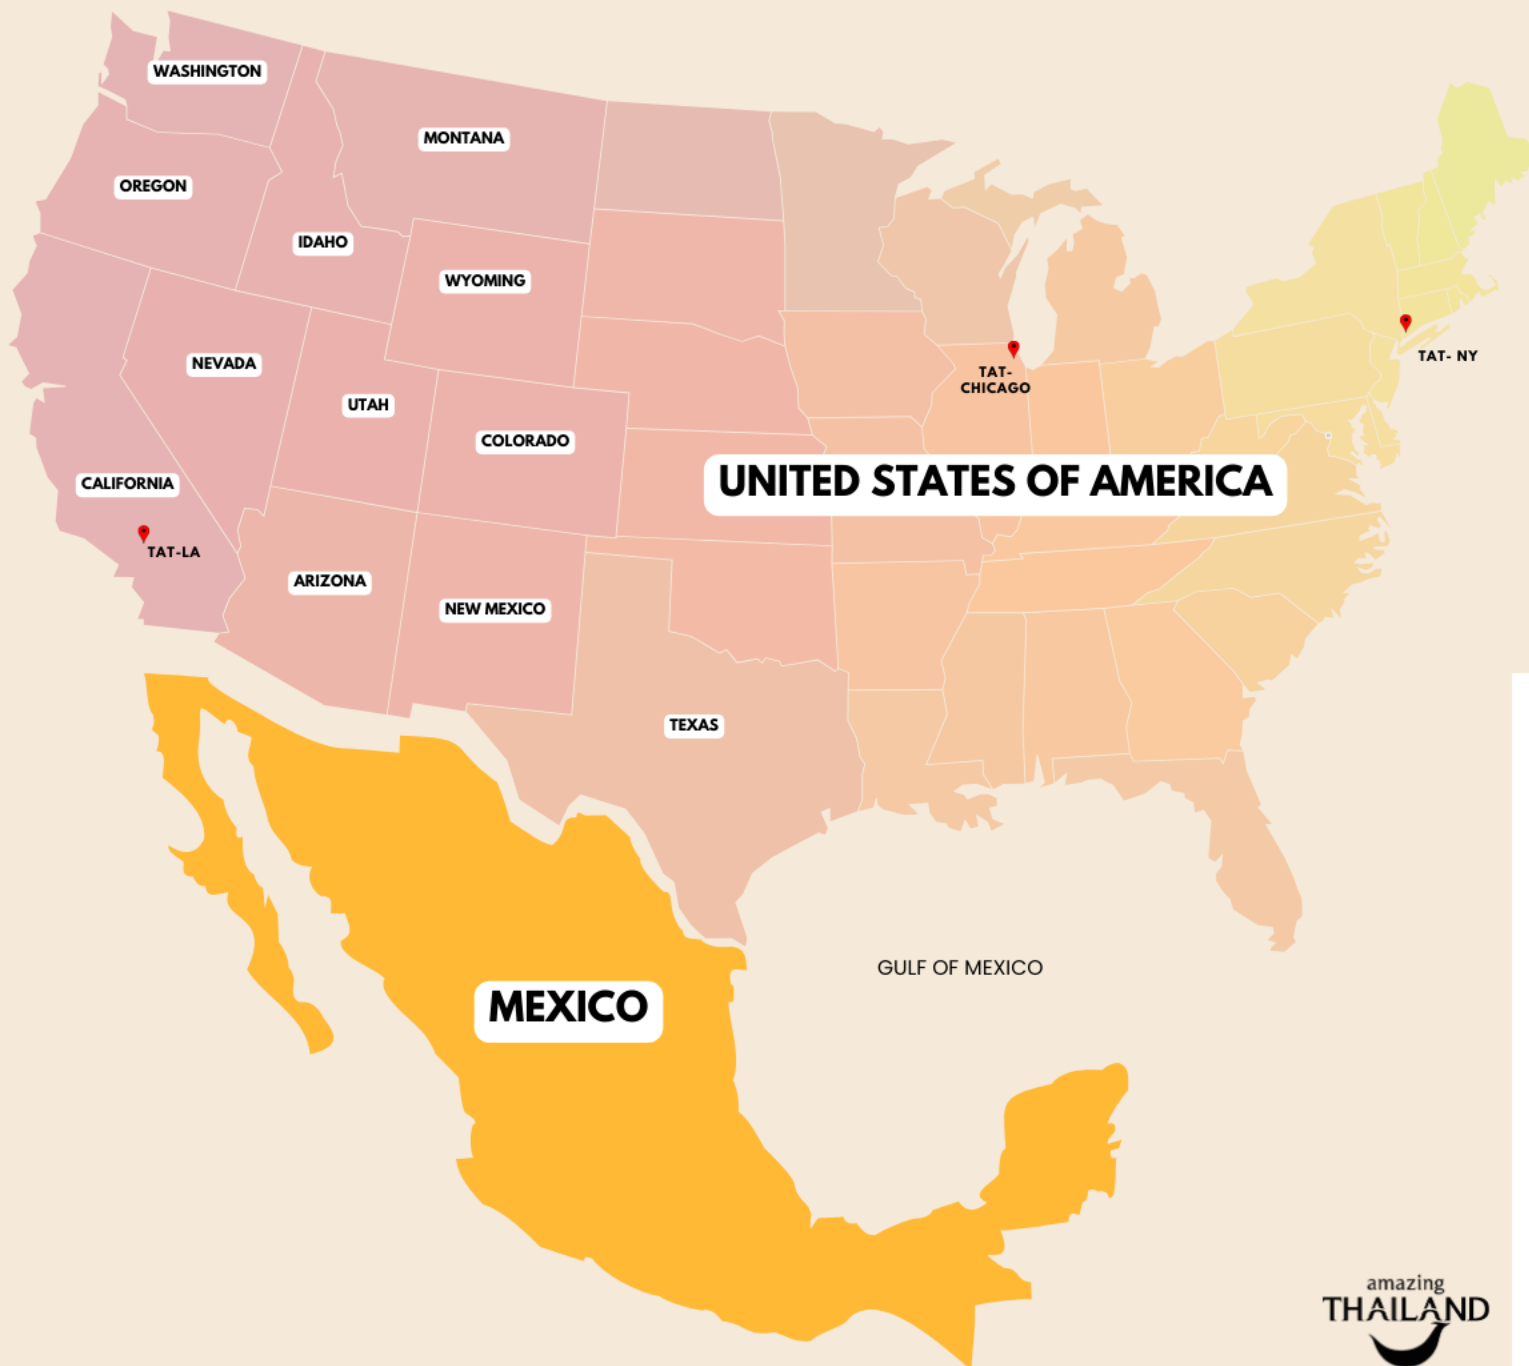 WASHINGTON
MONTANA
OREGON
IDAHO
WYOMING
NEVADA
TAT- NY
TAT-
CHICAGO
UTAH
COLORADO
CALIFORNIA
UNITED STATES OF AMERICA
TAT-LA
ARIZONA
NEW MEXICO
TEXAS
GULF OF MEXICO
MEXICO
amazing
THAILAND